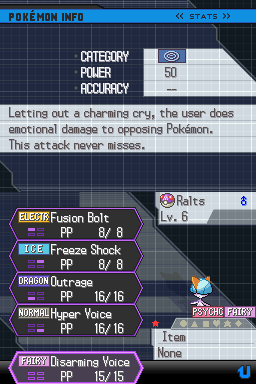 POKÉMON INFO
STATS
CATEGORY
POWER 50
ACCURACY --
Letting out a charming cry, the user does
emotional damage to opposing Pokémon.
This attack never misses.
Ralts ♂
Lv. 6
ELECTR Fusion Bolt
PP 8/ 8
ICE Freeze Shock
PP 8/ 8
DRAGON Outrage
PP 16/16
NORMAL Hyper Voice
PP 16/16
FAIRY Disarming Voice
PP 15/15
PSYCHC FAIRY
Item
None